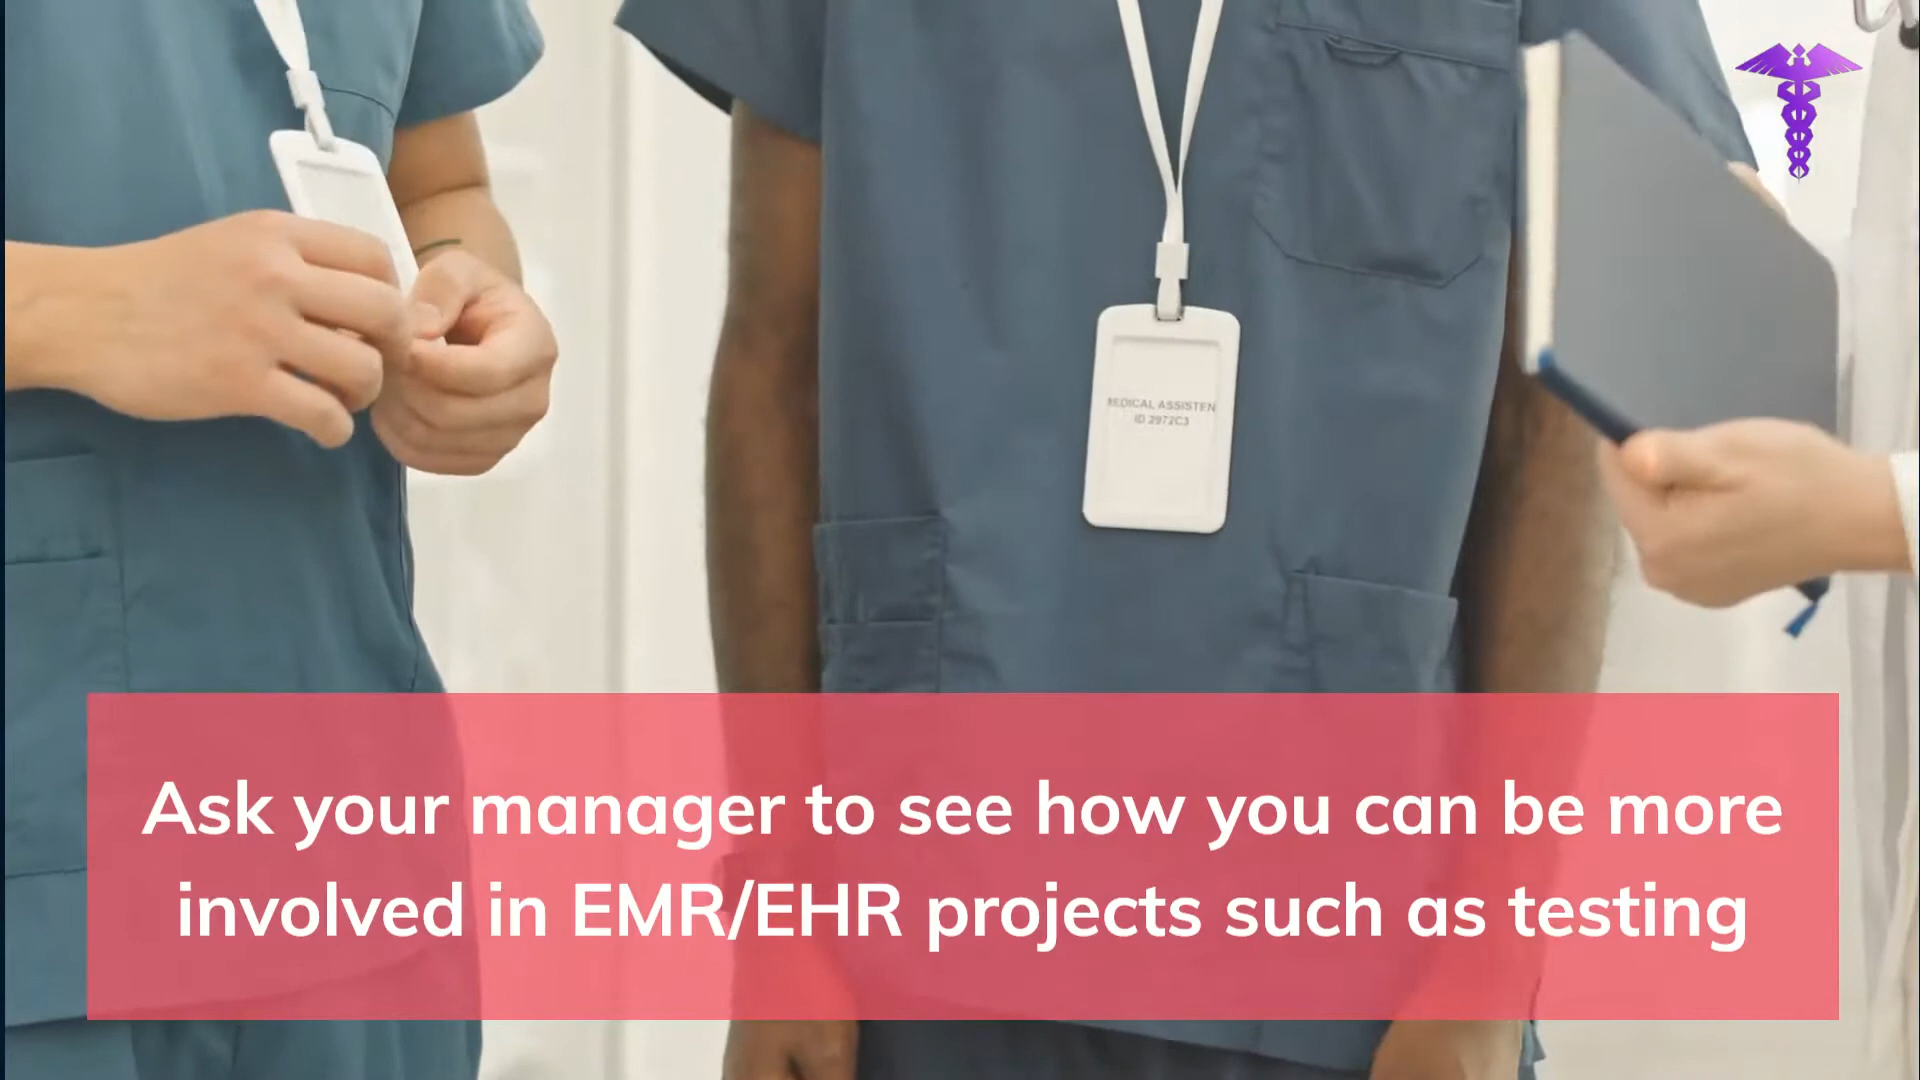 MEDICAL ASSISTEN
ID 2972C3
Ask your manager to see how you can be more
involved in EMR/EHR projects such as testing